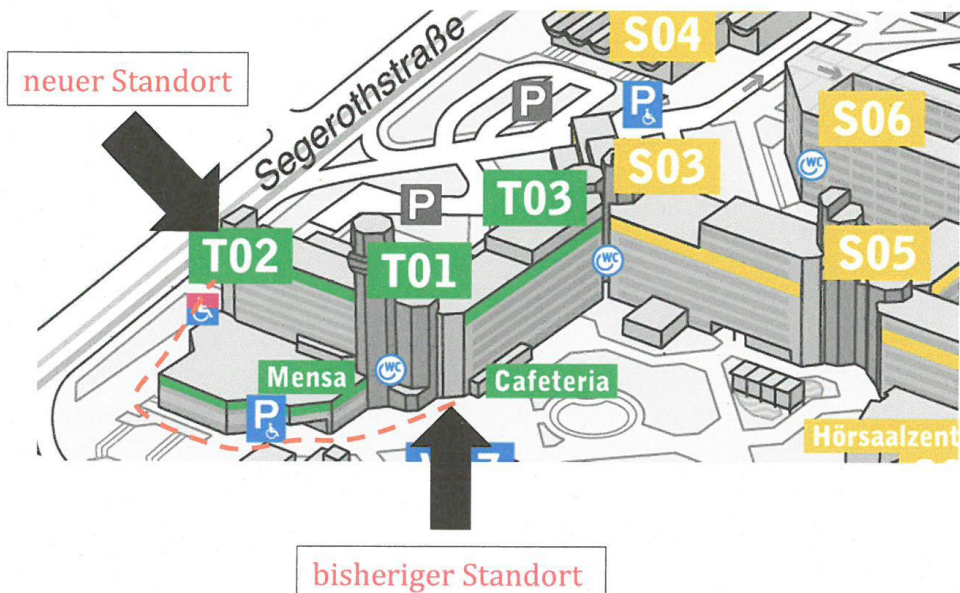 neuer Standort
Segerothstraße
S04
P
P
S06
WC
S03
T03
P
T02
T01
WC
S05
Mensa
WC
Cafeteria
P
Hörsaalzent
bisheriger Standort